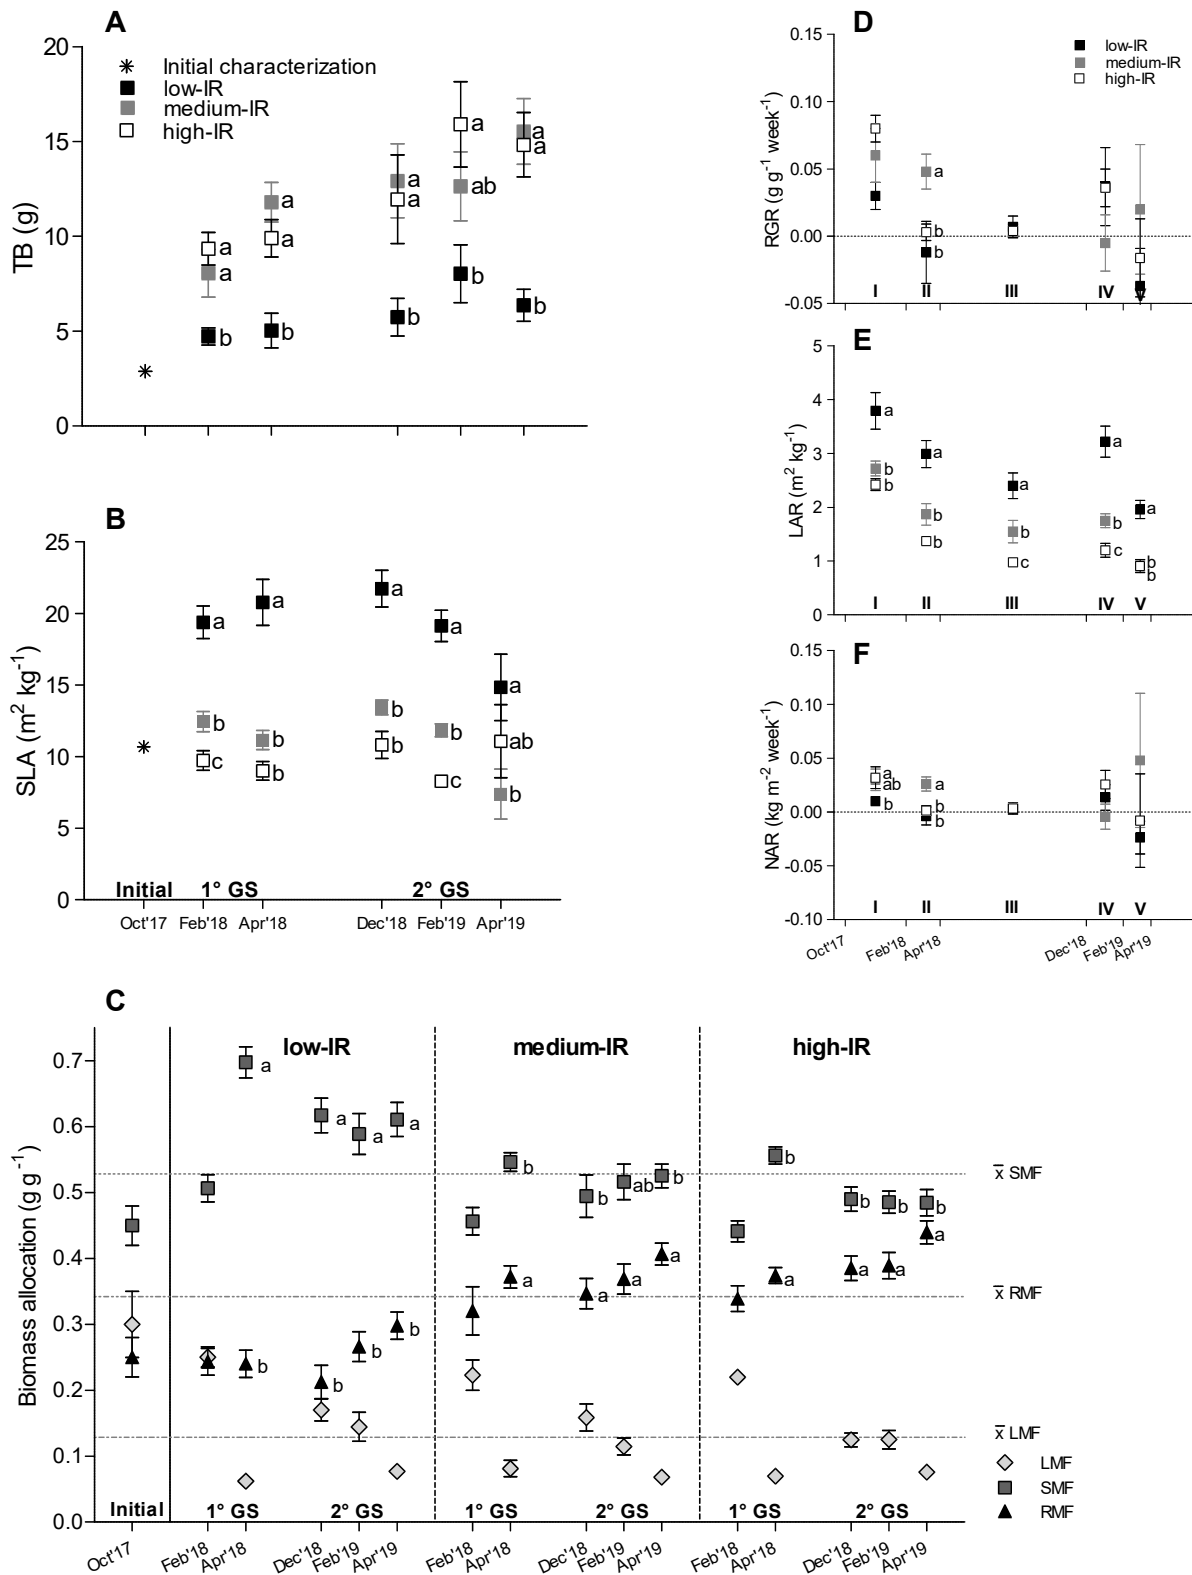 A
20
15
10
5
0
TB (g)
Initial characterization
low-IR
medium-IR
high-IR
a
a
b
a
a
b
a
a
b
a
ab
b
a
a
b
B
25
20
15
10
5
0
SLA (m² kg⁻¹)
a
b
c
a
b
b
a
b
b
a
b
c
a
ab
b
Initial
1° GS
2° GS
Oct'17
Feb'18
Apr'18
Dec'18
Feb'19
Apr'19
D
0.15
0.10
0.05
0.00
-0.05
RGR (g g⁻¹ week⁻¹)
low-IR
medium-IR
high-IR
a
b
b
I
II
III
IV
V
E
5
4
3
2
1
0
LAR (m² kg⁻¹)
a
b
b
a
b
b
a
b
c
a
b
c
a
b
b
I
II
III
IV
V
F
0.15
0.10
0.05
0.00
-0.05
-0.10
NAR (kg m⁻² week⁻¹)
a
ab
b
a
b
b
I
II
III
IV
V
Oct'17
Feb'18
Apr'18
Dec'18
Feb'19
Apr'19
C
0.7
0.6
0.5
0.4
0.3
0.2
0.1
0.0
Biomass allocation (g g⁻¹)
low-IR
medium-IR
high-IR
a
a
a
a
b
b
b
b
b
b
ab
b
a
a
a
a
b
b
b
b
a
a
a
a
x̅ SMF
x̅ RMF
x̅ LMF
LMF
SMF
RMF
Initial
1° GS
2° GS
1° GS
2° GS
1° GS
2° GS
Oct'17
Feb'18
Apr'18
Dec'18
Feb'19
Apr'19
Feb'18
Apr'18
Dec'18
Feb'19
Apr'19
Feb'18
Apr'18
Dec'18
Feb'19
Apr'19